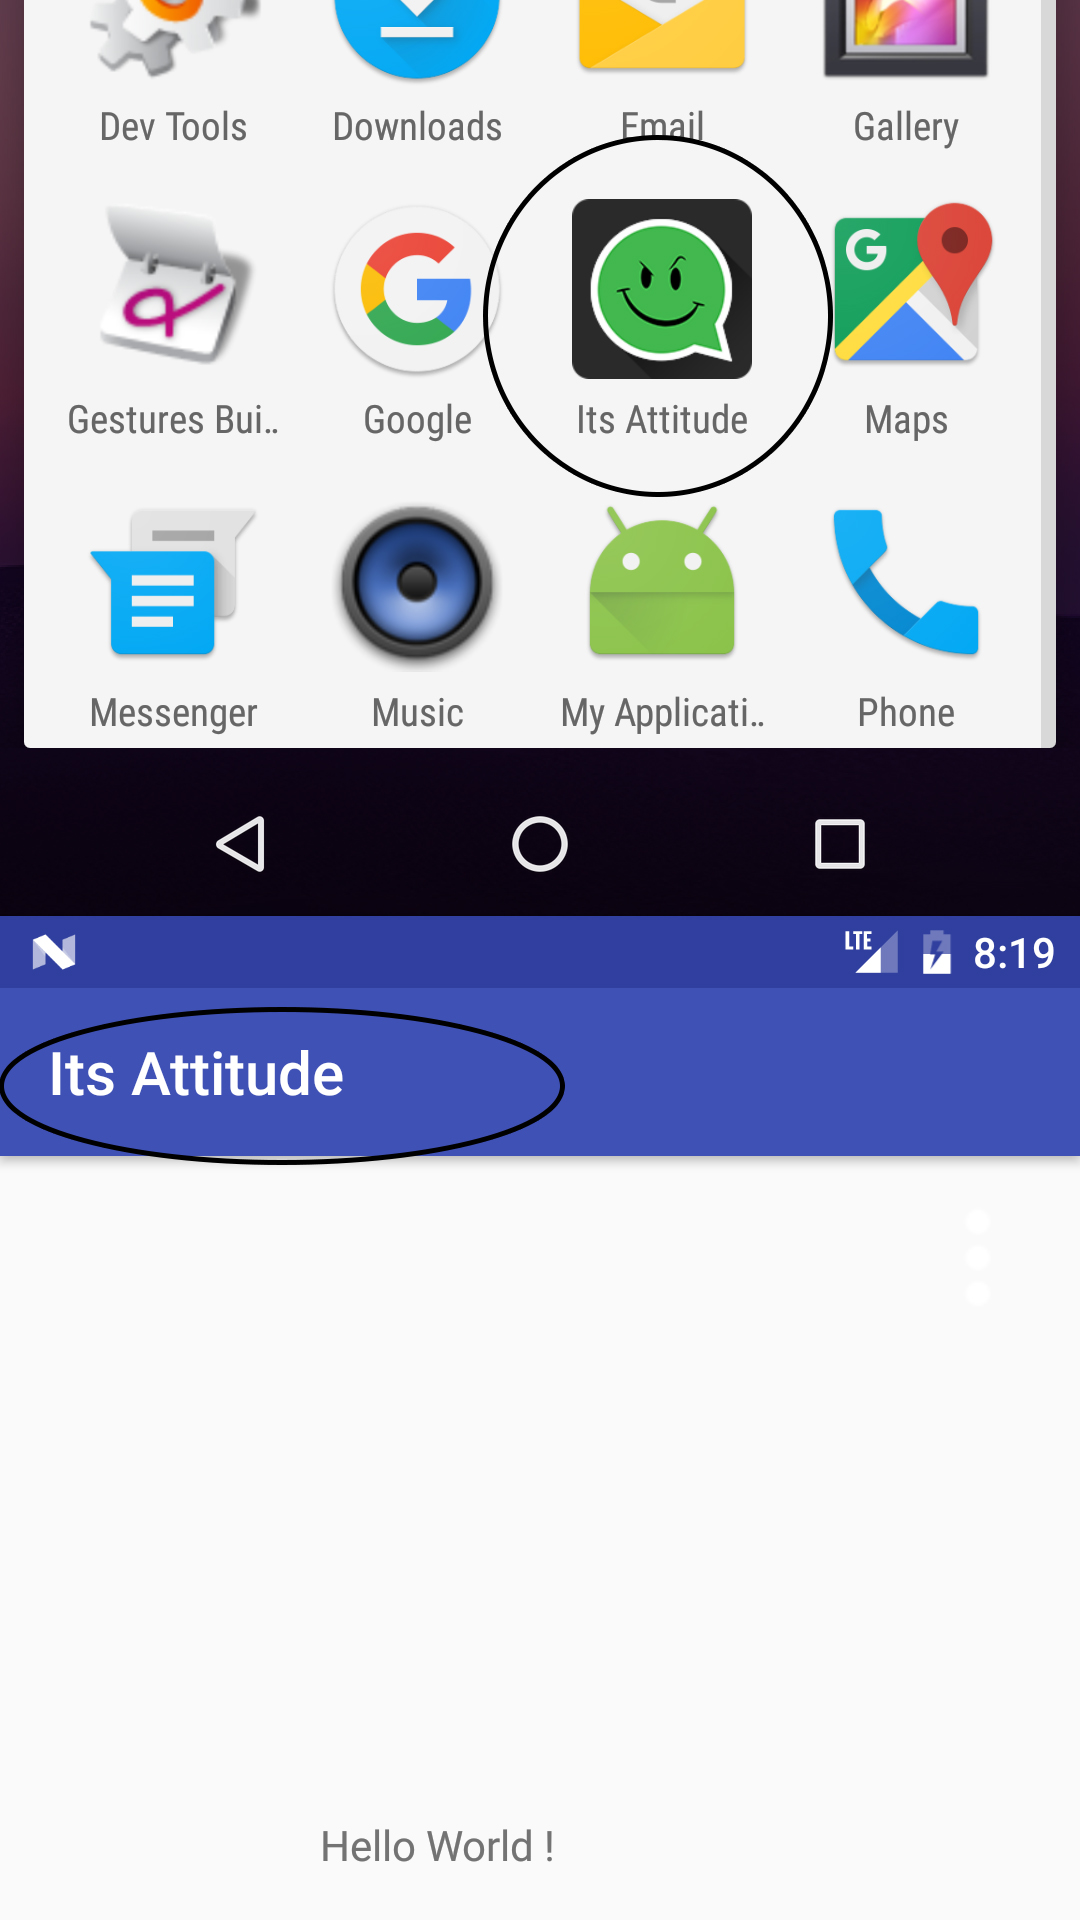 Dev Tools Downloads Email Gallery
Gestures Bui.. Google Its Attitude Maps
Messenger Music My Applicati.. Phone
LTE 8:19
Its Attitude
Hello World !